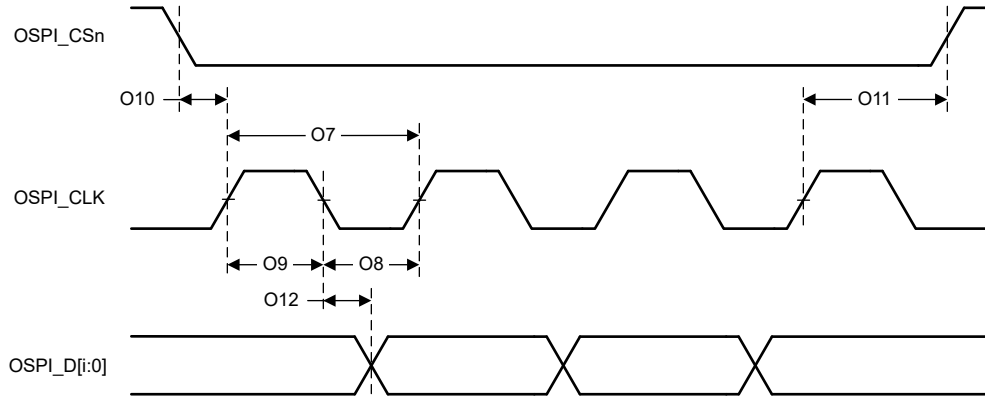 OSPI_CSn
O10
O11
O7
OSPI_CLK
O9
O8
O12
OSPI_D[i:0]